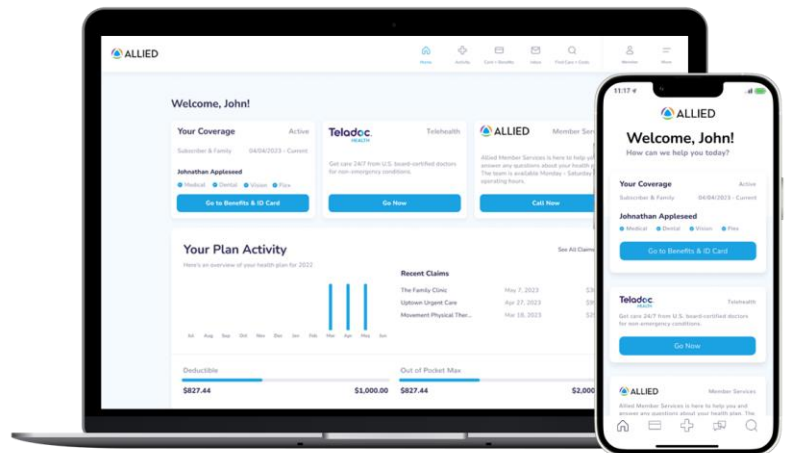 ALLIED
Home
Activity
Card + Benefits
Inbox
Find Care + Costs
Member
More
Welcome, John!
Your Coverage Active
Subscriber & Family 04/04/2023 - Current
Johnathan Appleseed
Medical Dental Vision Flex
Go to Benefits & ID Card
Teladoc. Telehealth
HEALTH
Get care 24/7 from U.S. board-certified doctors
for non-emergency conditions.
Go Now
ALLIED Member Ser
Allied Member Services is here to help yo
answer any questions about your health p
The team is available Monday - Saturday
operating hours.
Call Now
Your Plan Activity
Here's an overview of your health plan for 2022
Jul Aug Sep Oct Nov Dec Jan Feb Mar Apr May Jun
See All Claims
Recent Claims
The Family Clinic May 7, 2023
Uptown Urgent Care Apr 27, 2023
Movement Physical Ther... Mar 18, 2023
Deductible
$827.44 $1,000.00
Out of Pocket Max
$827.44 $2,000
11:17
ALLIED
Welcome, John!
How can we help you today?
Your Coverage Active
Subscriber & Family 04/04/2023 - Current
Johnathan Appleseed
Medical Dental Vision Flex
Go to Benefits & ID Card
Teladoc. Telehealth
HEALTH
Get care 24/7 from U.S. board-certified doctors
for non-emergency conditions.
Go Now
ALLIED Member Services
Allied Member Services is here to help you and
answer any questions about your health plan. The